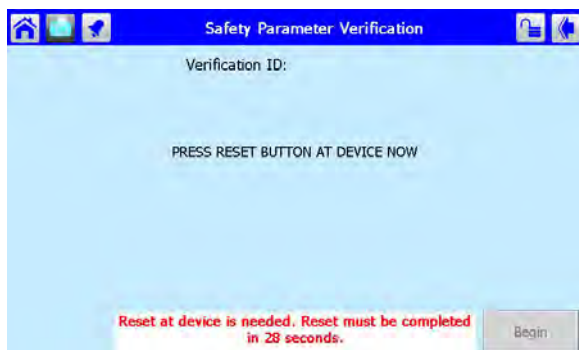 Safety Parameter Verification
Verification ID:
PRESS RESET BUTTON AT DEVICE NOW
Reset at device is needed. Reset must be completed
in 28 seconds.
Begin